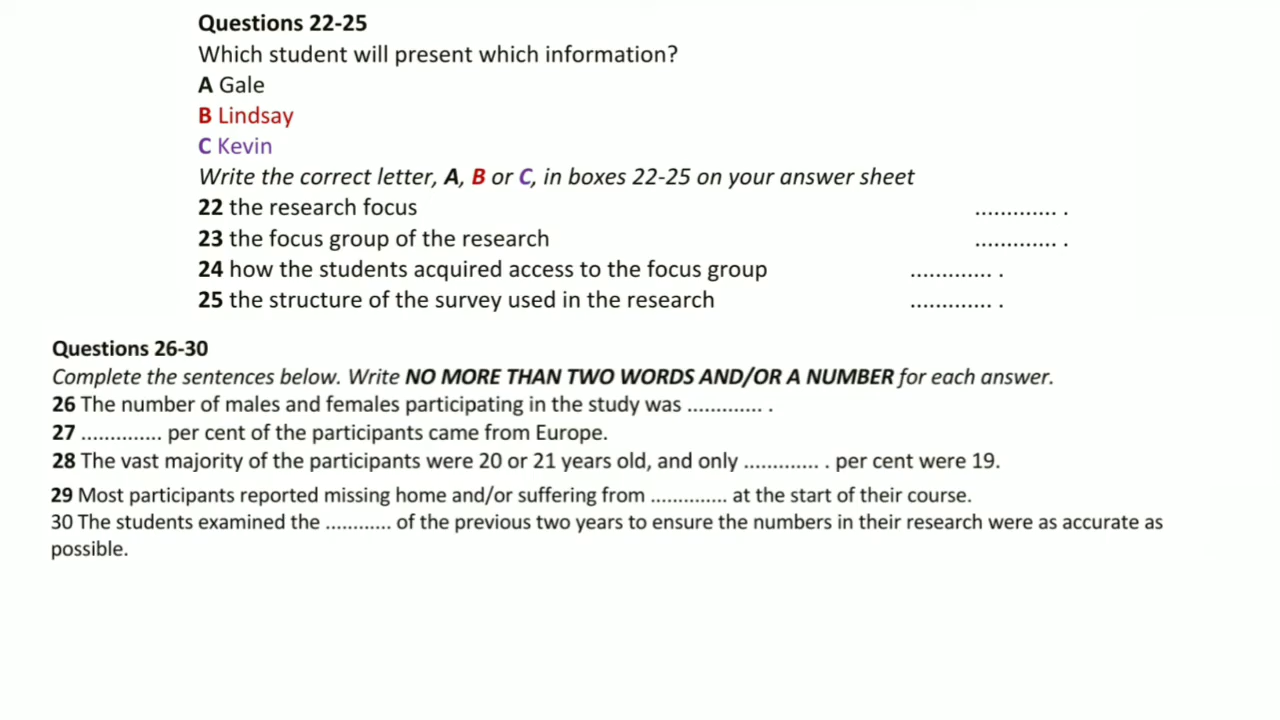 Questions 22-25
Which student will present which information?
A Gale
B Lindsay
C Kevin
Write the correct letter, A, B or C, in boxes 22-25 on your answer sheet
22 the research focus ............. .
23 the focus group of the research ............. .
24 how the students acquired access to the focus group ............. .
25 the structure of the survey used in the research ............. .
Questions 26-30
Complete the sentences below. Write NO MORE THAN TWO WORDS AND/OR A NUMBER for each answer.
26 The number of males and females participating in the study was ............. .
27 .............. per cent of the participants came from Europe.
28 The vast majority of the participants were 20 or 21 years old, and only ............. . per cent were 19.
29 Most participants reported missing home and/or suffering from .............. at the start of their course.
30 The students examined the ............ of the previous two years to ensure the numbers in their research were as accurate as
possible.